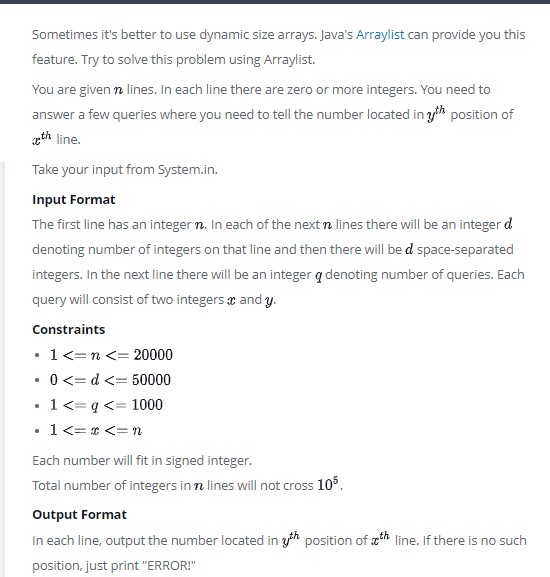 Sometimes it's better to use dynamic size arrays. Java's Arraylist can provide you this
feature. Try to solve this problem using Arraylist.
You are given n lines. In each line there are zero or more integers. You need to
answer a few queries where you need to tell the number located in yth position of
xth line.
Take your input from System.in.
Input Format
The first line has an integer n. In each of the next n lines there will be an integer d
denoting number of integers on that line and then there will be d space-separated
integers. In the next line there will be an integer q denoting number of queries. Each
query will consist of two integers x and y.
Constraints
• 1 <= n <= 20000
• 0 <= d <= 50000
• 1 <= q <= 1000
• 1 <= x <= n
Each number will fit in signed integer.
Total number of integers in n lines will not cross 10^5.
Output Format
In each line, output the number located in yth position of xth line. If there is no such
position, just print "ERROR!"